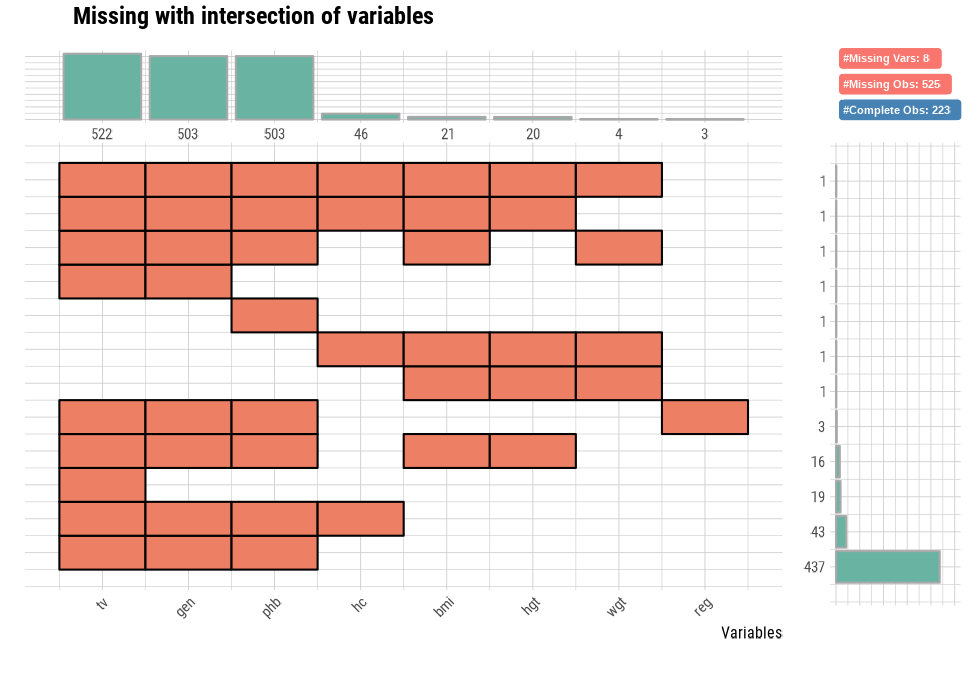 Missing with intersection of variables
#Missing Vars: 8
#Missing Obs: 525
#Complete Obs: 223
522 503 503 46 21 20 4 3
1
1
1
1
1
1
1
3
16
19
43
437
tv gen phb hc bmi hgt wgt reg
Variables